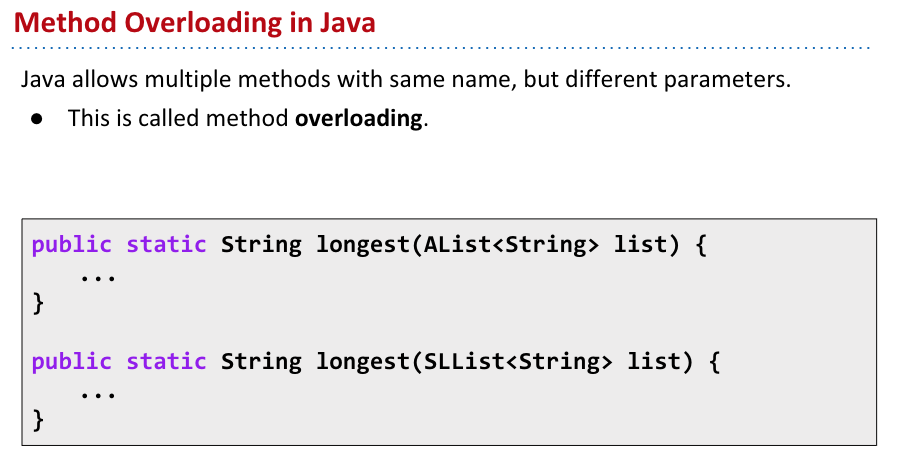 Method Overloading in Java
Java allows multiple methods with same name, but different parameters.
● This is called method overloading.
public static String longest(AList<String> list) {
...
}
public static String longest(SLList<String> list) {
...
}